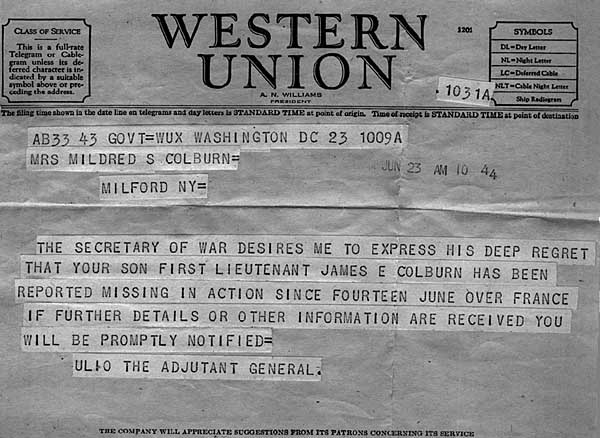 CLASS OF SERVICE
This is a full-rate
Telegram or Cable-
gram unless its de-
ferred character is in-
dicated by a suitable
symbol above or pre-
ceding the address.
WESTERN
UNION
A. N. WILLIAMS
PRESIDENT
1201
SYMBOLS
DL=Day Letter
NL=Night Letter
LC=Deferred Cable
NLT=Cable Night Letter
Ship Radiogram
1031A
The filing time shown in the date line on telegrams and day letters is STANDARD TIME at point of origin. Time of receipt is STANDARD TIME at point of destination
AB33 43 GOVT=WUX WASHINGTON DC 23 1009A
MRS MILDRED S COLBURN=
JUN 23 AM 10 44
MILFORD NY=
THE SECRETARY OF WAR DESIRES ME TO EXPRESS HIS DEEP REGRET
THAT YOUR SON FIRST LIEUTENANT JAMES E COLBURN HAS BEEN
REPORTED MISSING IN ACTION SINCE FOURTEEN JUNE OVER FRANCE
IF FURTHER DETAILS OR OTHER INFORMATION ARE RECEIVED YOU
WILL BE PROMPTLY NOTIFIED=
ULIO THE ADJUTANT GENERAL.
THE COMPANY WILL APPRECIATE SUGGESTIONS FROM ITS PATRONS CONCERNING ITS SERVICE